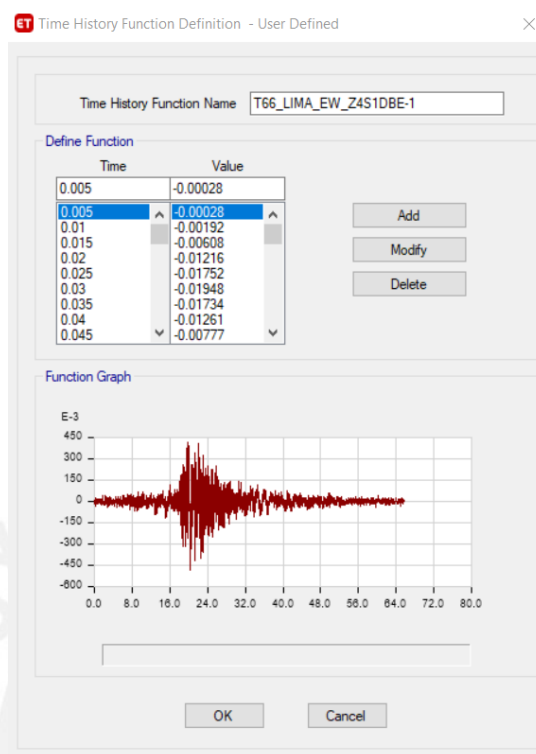 ET Time History Function Definition - User Defined
Time History Function Name T66_LIMA_EW_Z4S1DBE-1
Define Function
Time Value
0.005 -0.00028
0.005 -0.00028
0.01 -0.00192
0.015 -0.00608
0.02 -0.01216
0.025 -0.01752
0.03 -0.01948
0.035 -0.01734
0.04 -0.01261
0.045 -0.00777
Add
Modify
Delete
Function Graph
E-3
450
300
150
0
-150
-300
-450
-600
0.0 8.0 16.0 24.0 32.0 40.0 48.0 56.0 64.0 72.0 80.0
OK Cancel